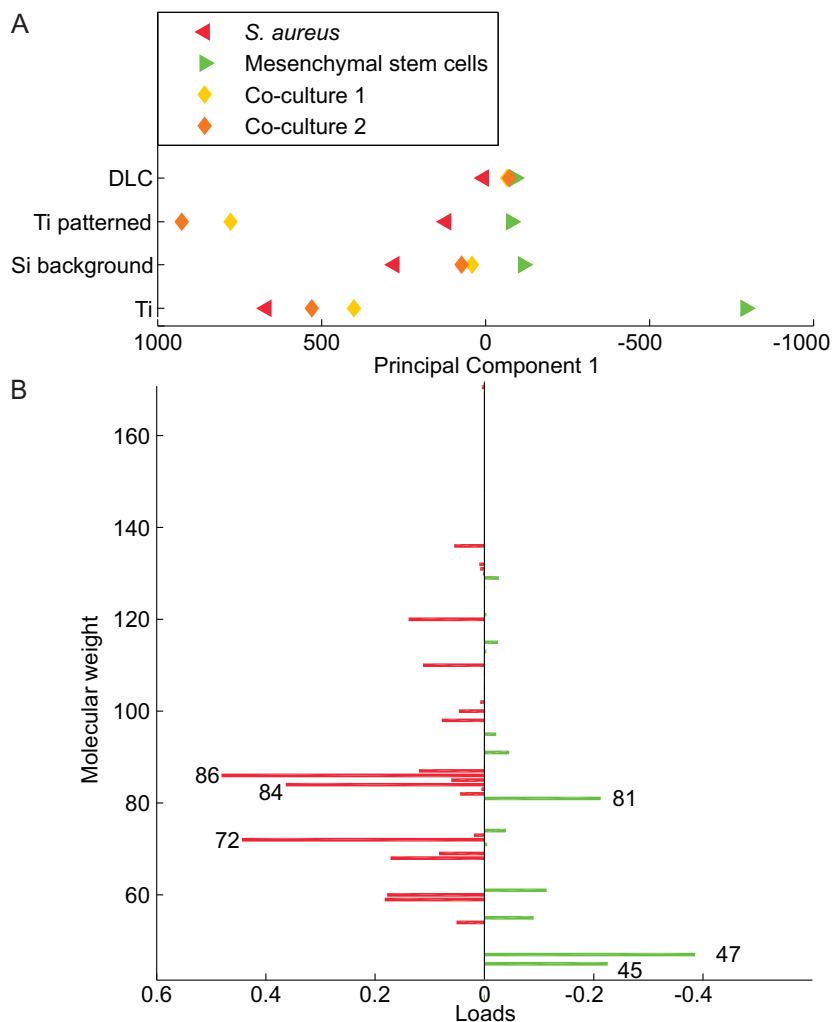 A
S. aureus
Mesenchymal stem cells
Co-culture 1
Co-culture 2
DLC
Ti patterned
Si background
Ti
1000 500 0 -500 -1000
Principal Component 1
B
160
140
120
100
80
60
Molecular weight
86
84
81
72
47
45
0.6 0.4 0.2 0 -0.2 -0.4
Loads